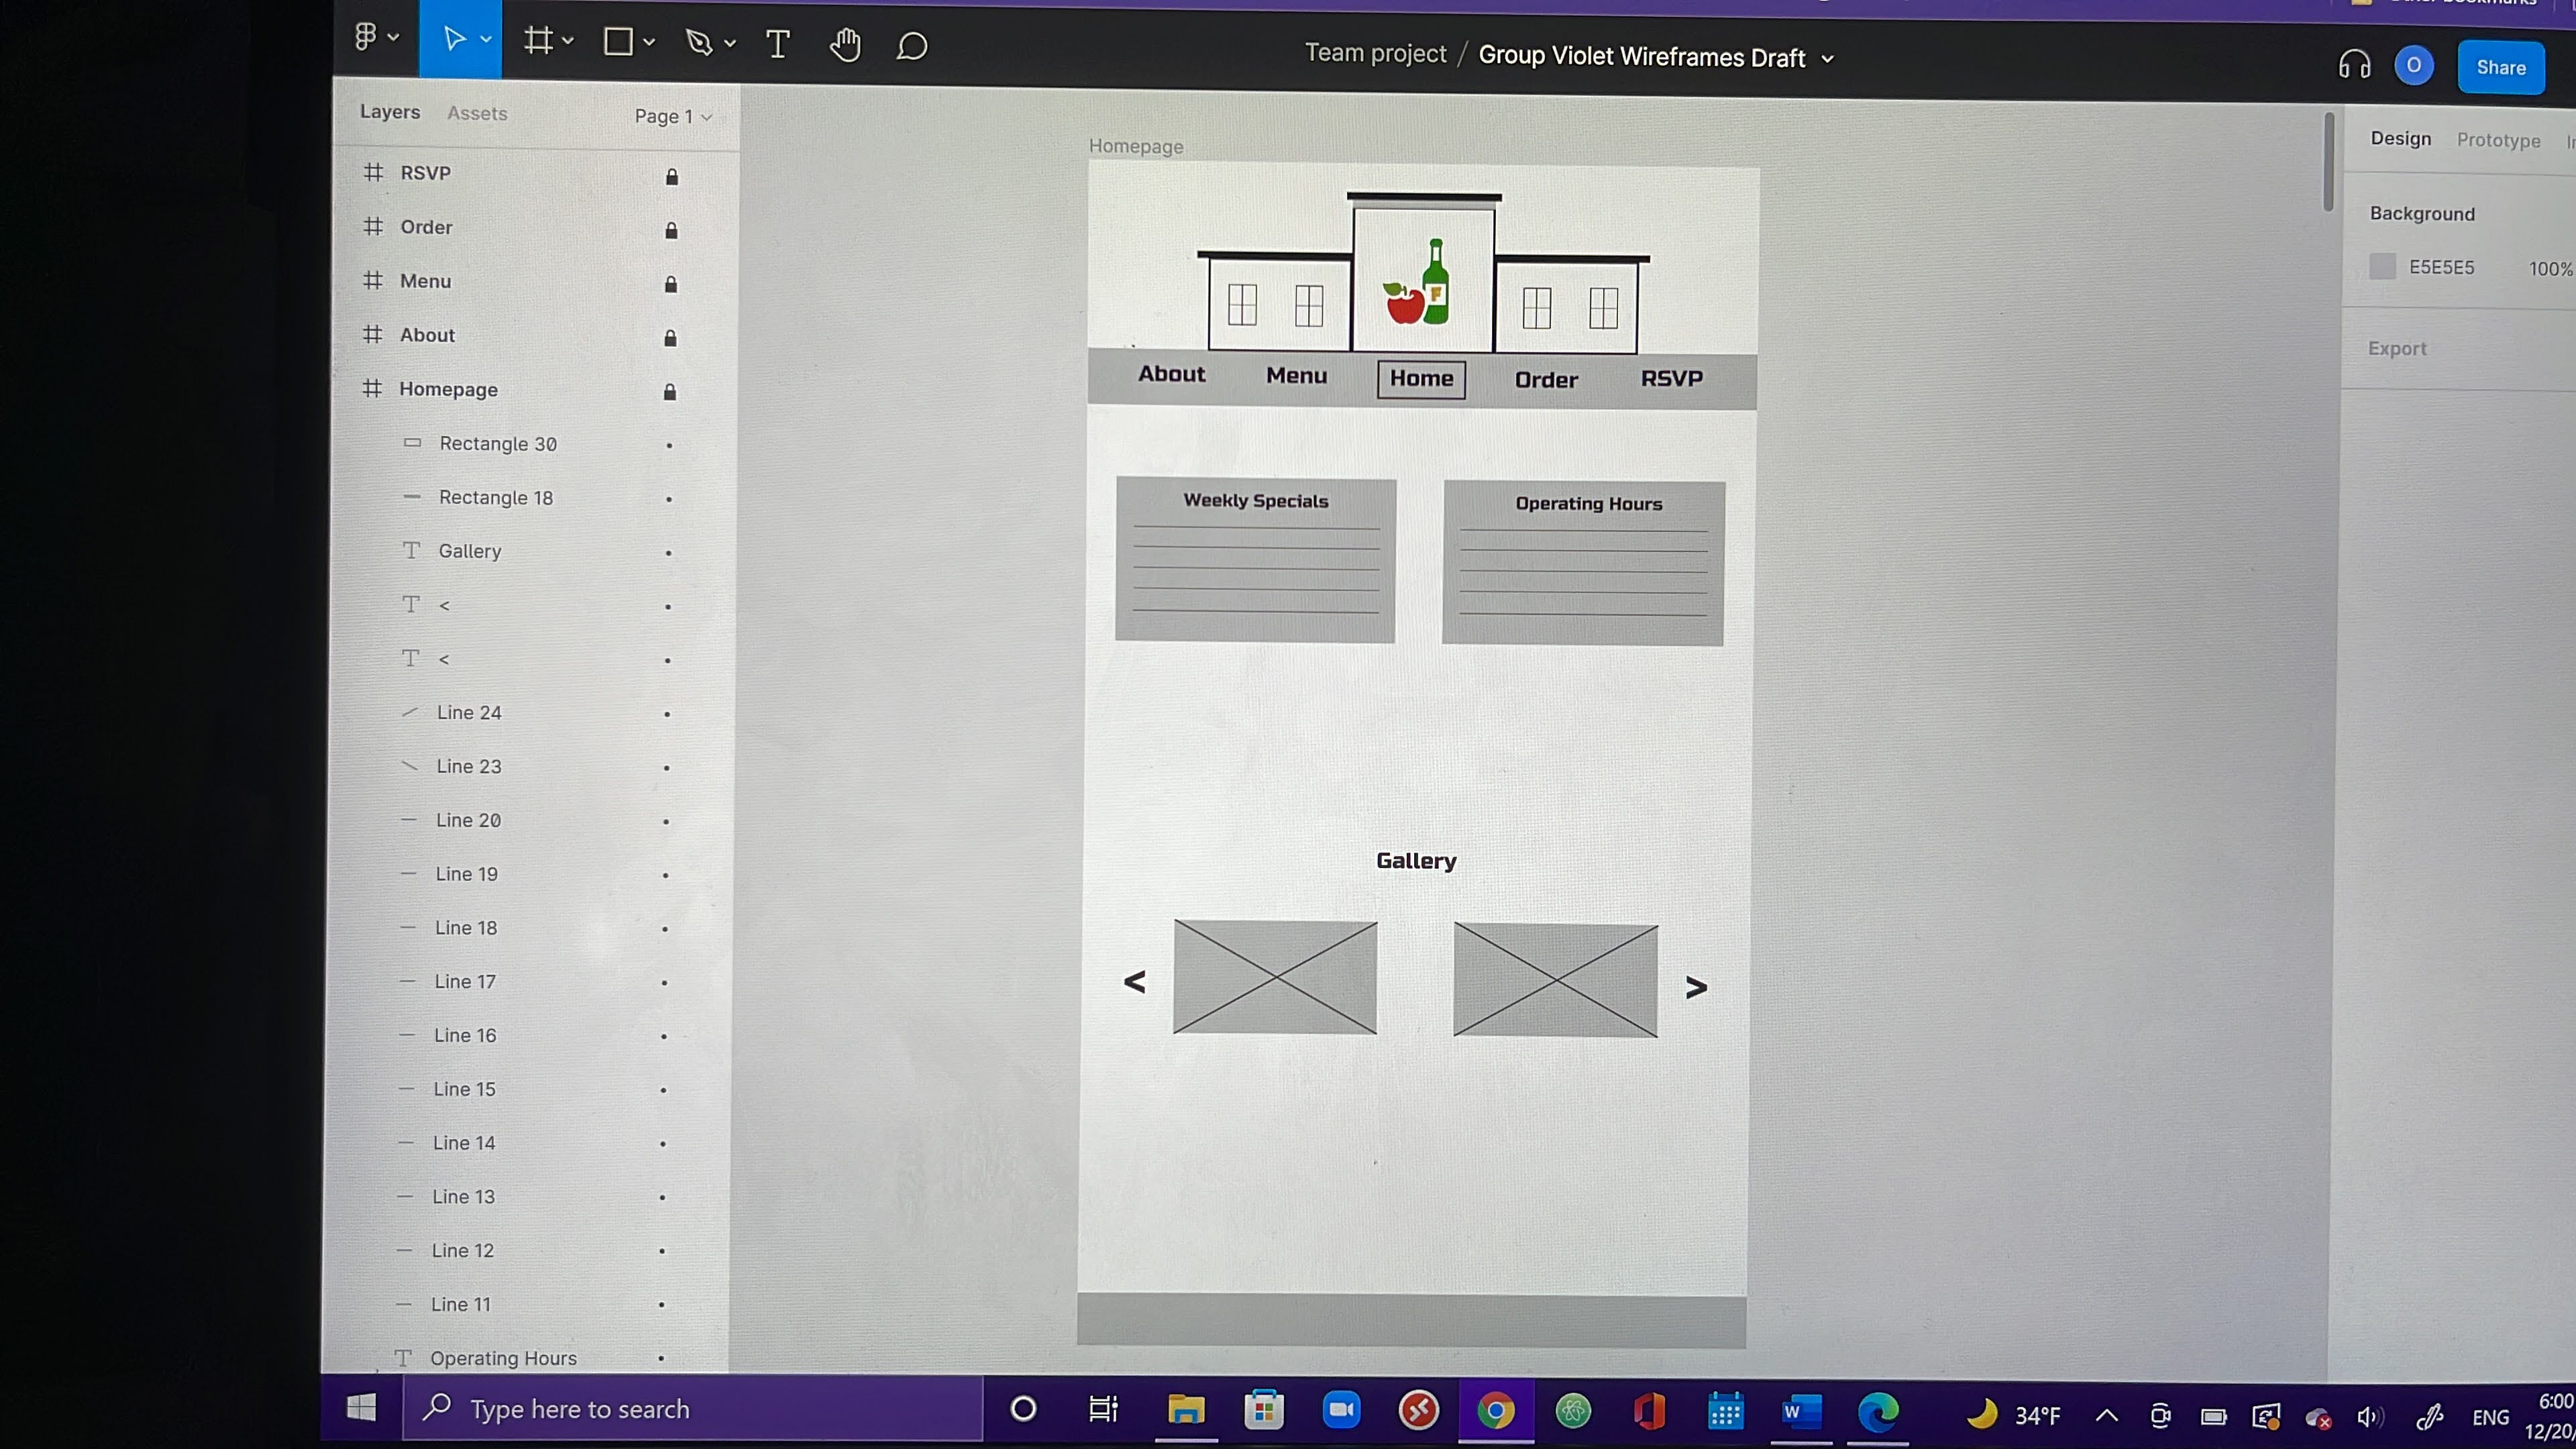 Team project / Group Violet Wireframes Draft
O
Share
Layers Assets Page 1
RSVP
Order
Menu
About
Homepage
Rectangle 30
Rectangle 18
Gallery
<
<
Line 24
Line 23
Line 20
Line 19
Line 18
Line 17
Line 16
Line 15
Line 14
Line 13
Line 12
Line 11
Operating Hours
Homepage
F
About Menu Home Order RSVP
Weekly Specials
Operating Hours
Gallery
< >
Design Prototype
Background
E5E5E5 100%
Export
Type here to search
W
34°F
ENG
6:00
12/20